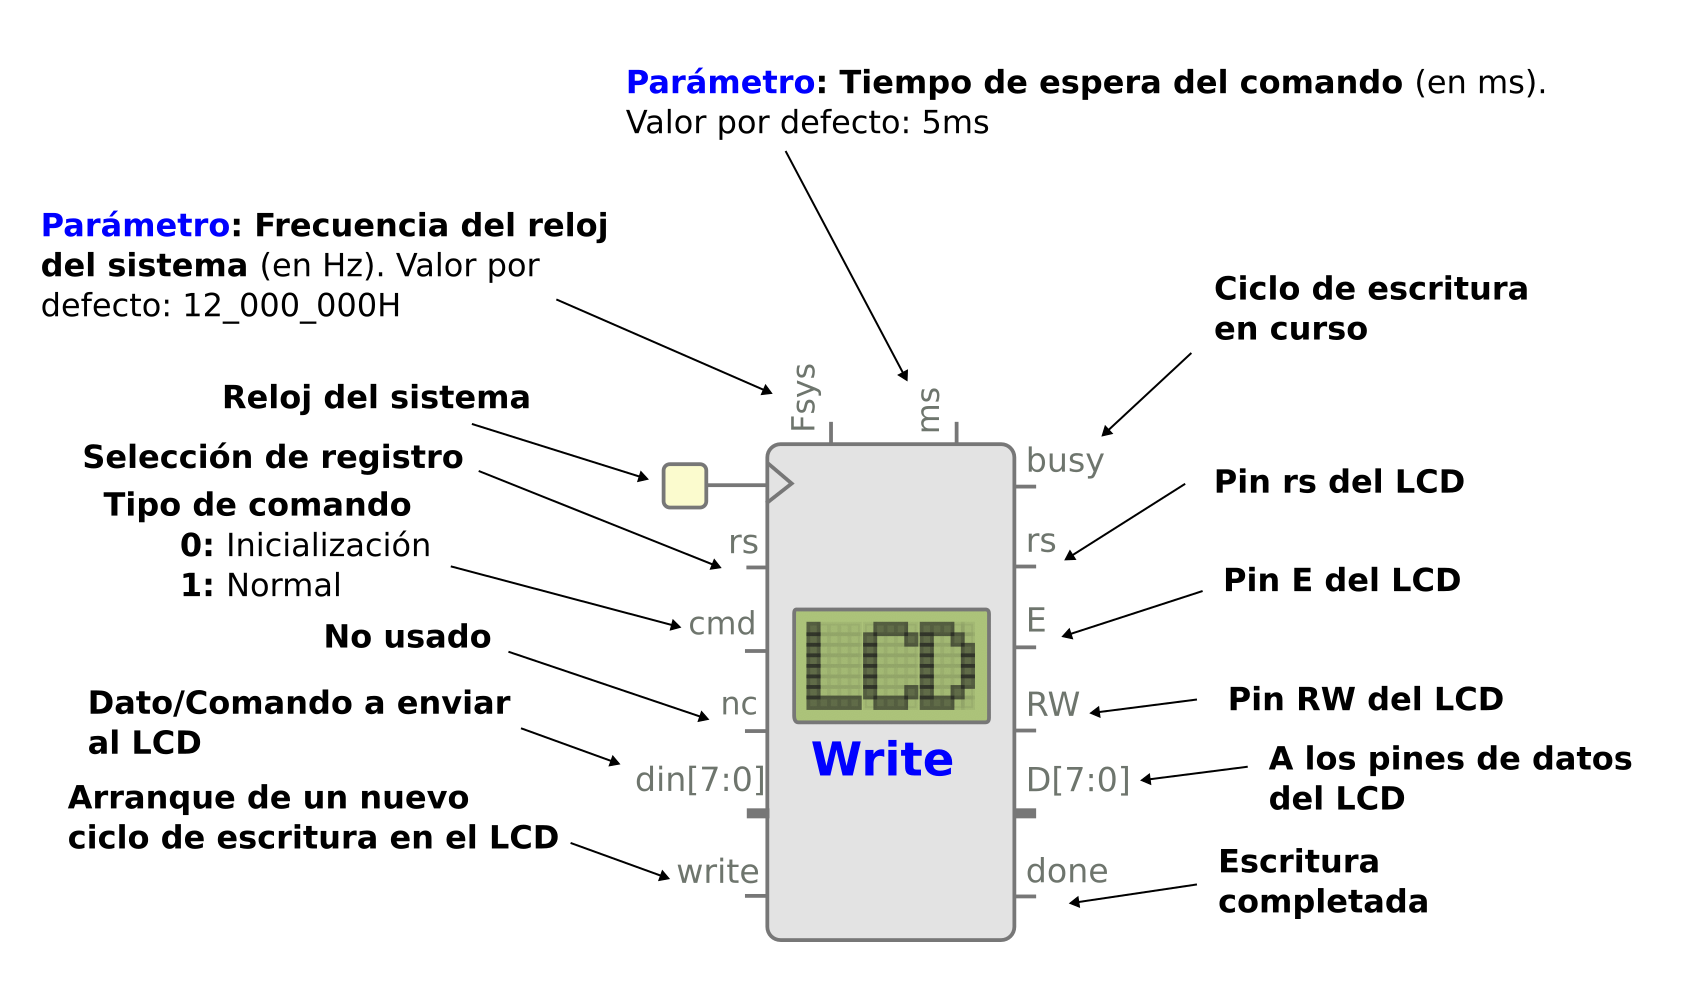 Parámetro: Tiempo de espera del comando (en ms).
Valor por defecto: 5ms
Parámetro: Frecuencia del reloj
del sistema (en Hz). Valor por
defecto: 12_000_000H
Reloj del sistema
Selección de registro
Tipo de comando
0: Inicialización
1: Normal
No usado
Dato/Comando a enviar
al LCD
Arranque de un nuevo
ciclo de escritura en el LCD
Fsys
ms
rs
cmd
nc
din[7:0]
write
LCD
Write
busy
rs
E
RW
D[7:0]
done
Ciclo de escritura
en curso
Pin rs del LCD
Pin E del LCD
Pin RW del LCD
A los pines de datos
del LCD
Escritura
completada